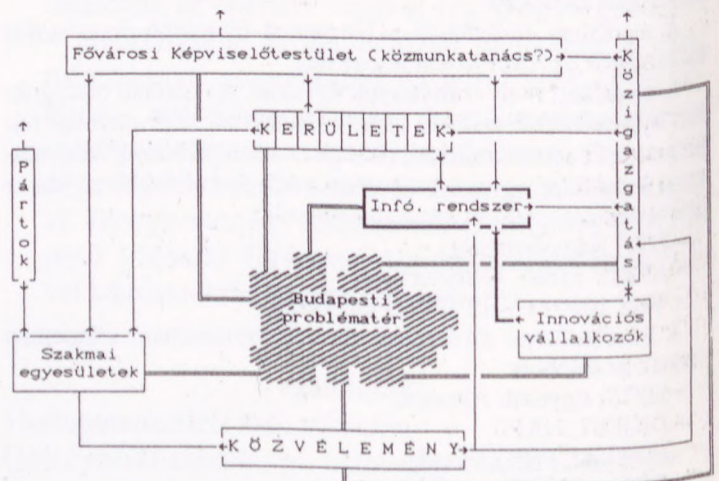 Fővárosi Képviselőtestület (közmunkatanács?)
Közigazgatás
KERÜLETEK
Pártok
Infó. rendszer
Budapesti
problématér
Innovációs
vállalkozók
Szakmai
egyesületek
KÖZVÉLEMÉNY